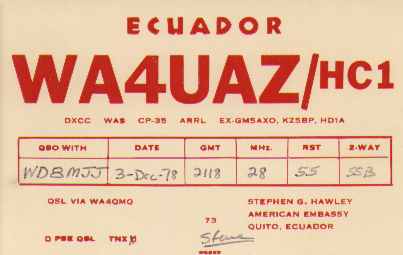 ECUADOR
WA4UAZ/HC1
DXCC WAS CP-35 ARRL EX-GM5AXO, KZ5BP, HD1A
QSO WITH DATE GMT MHz. RST 2-WAY
WD8MJJ 3-Dec-78 2118 28 55 SSB
QSL VIA WA4QMQ STEPHEN G. HAWLEY
AMERICAN EMBASSY
73 QUITO, ECUADOR
PSE QSL TNX Steve